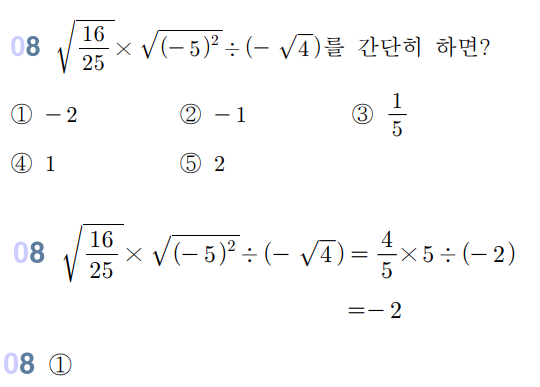 08 √(16/25) × √((-5)²) ÷ (-√4)를 간단히 하면?
① -2 ② -1 ③ 1/5
④ 1 ⑤ 2
08 √(16/25) × √((-5)²) ÷ (-√4) = 4/5 × 5 ÷ (-2)
=-2
08 ①